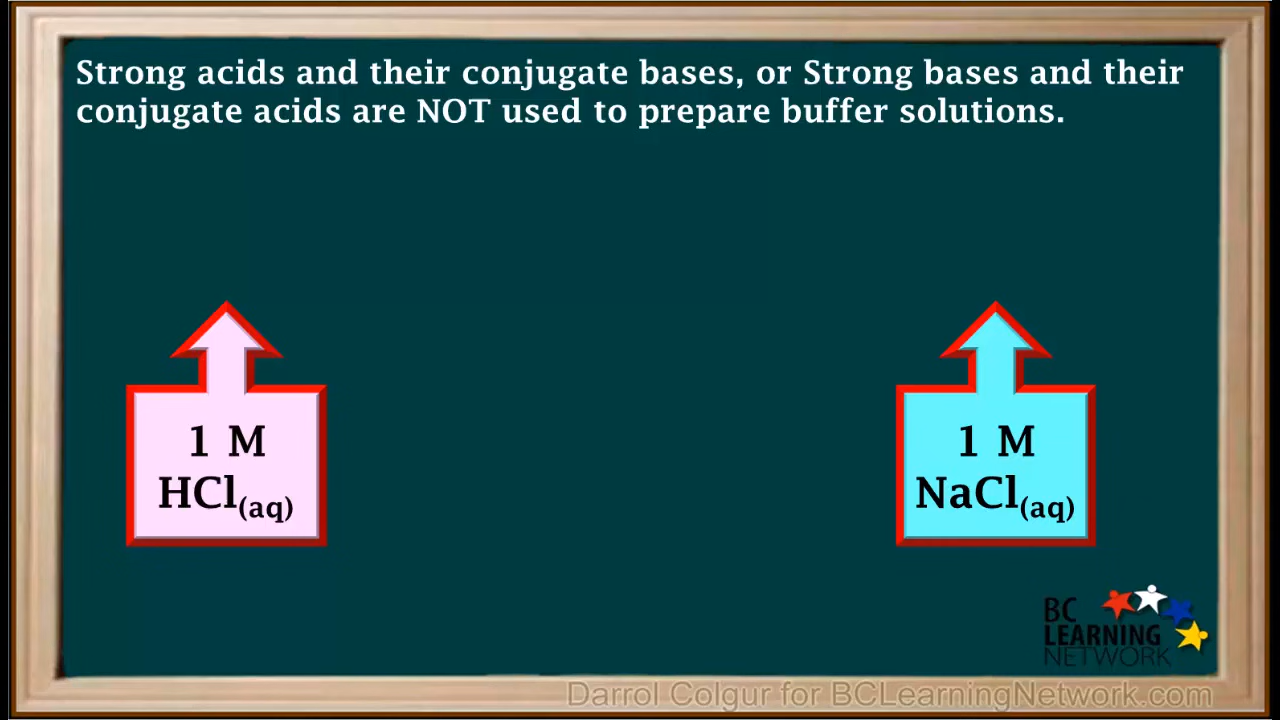 Strong acids and their conjugate bases, or Strong bases and their
conjugate acids are NOT used to prepare buffer solutions.
1 M
HCl(aq)
1 M
NaCl(aq)
BC
LEARNING
NETWORK
Darrol Colgur for BCLearningNetwork.com